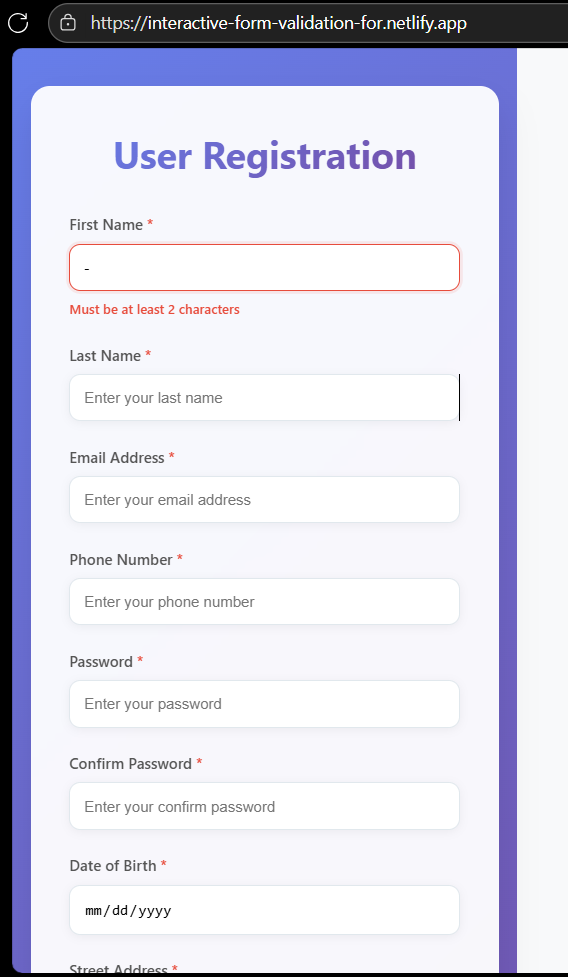 https://interactive-form-validation-for.netlify.app
User Registration
First Name *
-
Must be at least 2 characters
Last Name *
Enter your last name
Email Address *
Enter your email address
Phone Number *
Enter your phone number
Password *
Enter your password
Confirm Password *
Enter your confirm password
Date of Birth *
mm/dd/yyyy
Street Address *